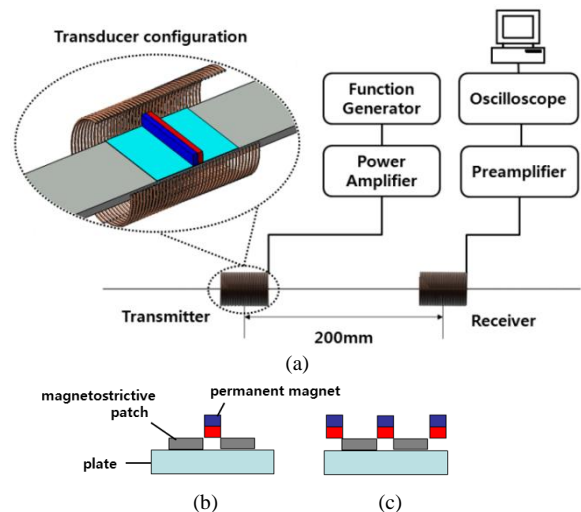 Transducer configuration
Function
Generator
Oscilloscope
Power
Amplifier
Preamplifier
Transmitter
Receiver
200mm
(a)
magnetostrictive
patch
permanent magnet
plate
(b)
(c)